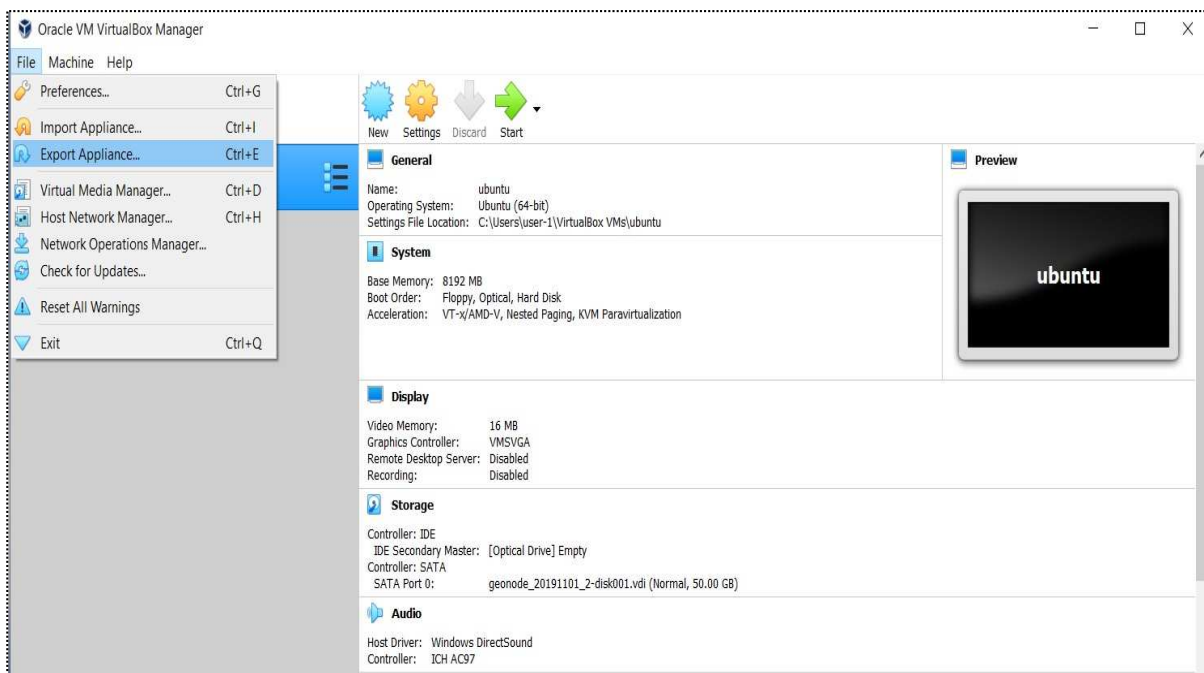 Oracle VM VirtualBox Manager
File Machine Help
Preferences... Ctrl+G
Import Appliance... Ctrl+I
Export Appliance... Ctrl+E
Virtual Media Manager... Ctrl+D
Host Network Manager... Ctrl+H
Network Operations Manager...
Check for Updates...
Reset All Warnings
Exit Ctrl+Q
New Settings Discard Start
General
Name: ubuntu
Operating System: Ubuntu (64-bit)
Settings File Location: C:\Users\user-1\VirtualBox VMs\ubuntu
System
Base Memory: 8192 MB
Boot Order: Floppy, Optical, Hard Disk
Acceleration: VT-x/AMD-V, Nested Paging, KVM Paravirtualization
Preview
ubuntu
Display
Video Memory: 16 MB
Graphics Controller: VMSVGA
Remote Desktop Server: Disabled
Recording: Disabled
Storage
Controller: IDE
IDE Secondary Master: [Optical Drive] Empty
Controller: SATA
SATA Port 0: geonode_20191101_2-disk001.vdi (Normal, 50.00 GB)
Audio
Host Driver: Windows DirectSound
Controller: ICH AC97